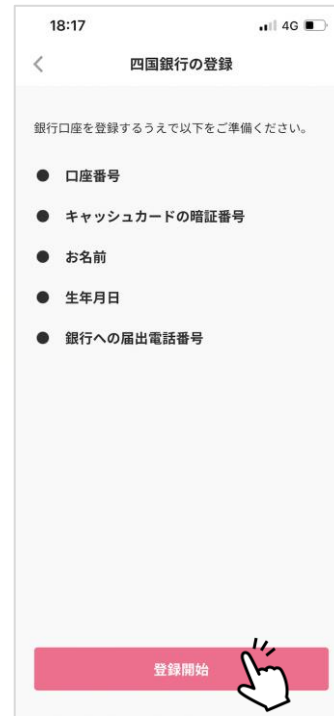 18:17 4G
四国銀行の登録
銀行口座を登録するうえで以下をご準備ください。
● 口座番号
● キャッシュカードの暗証番号
● お名前
● 生年月日
● 銀行への届出電話番号
登録開始